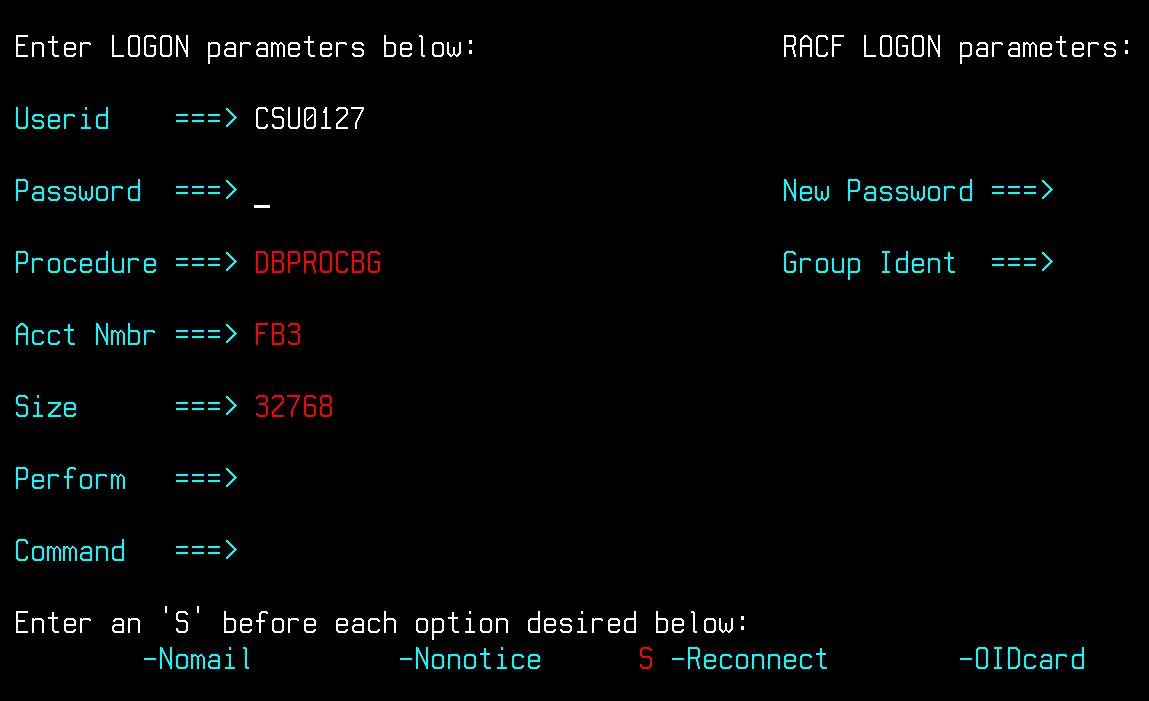 Enter LOGON parameters below: RACF LOGON parameters:
Userid ===> CSU0127
Password ===> _ New Password ===>
Procedure ===> DBPROCBG Group Ident ===>
Acct Nmbr ===> FB3
Size ===> 32768
Perform ===>
Command ===>
Enter an 'S' before each option desired below:
-Nomail -Nonotice S -Reconnect -OIDcard